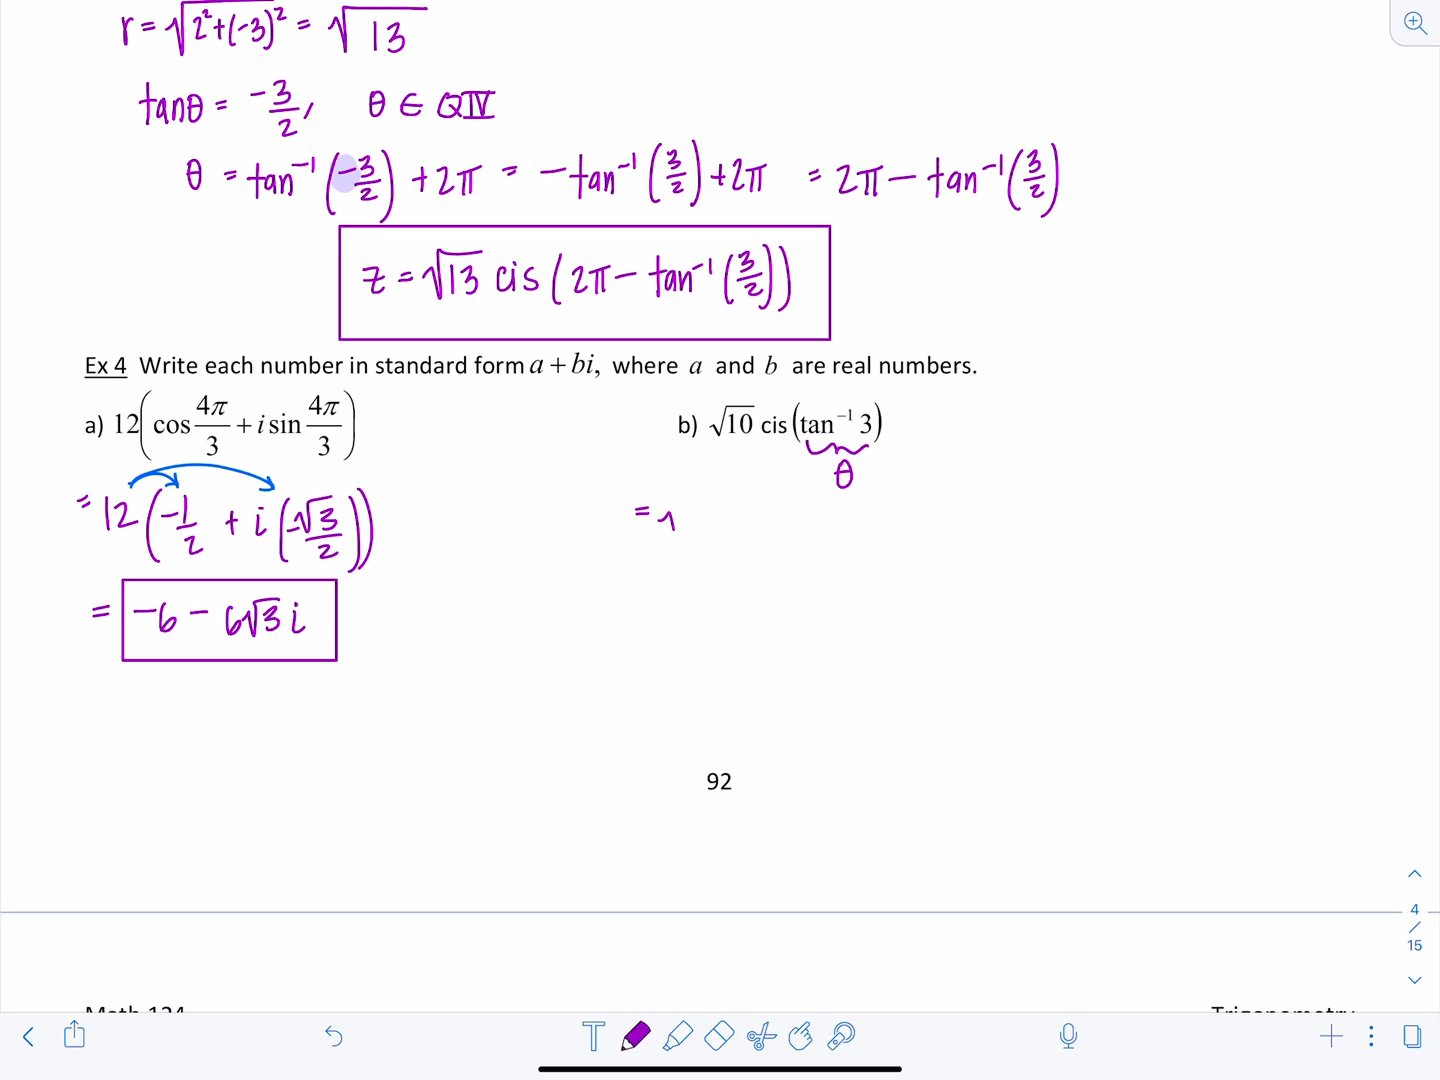 r = √(2² + (-3)²) = √13
tanθ = -3/2, θ ∈ QIV
θ = tan⁻¹(-3/2) + 2π = -tan⁻¹(3/2) + 2π = 2π - tan⁻¹(3/2)
z = √13 cis(2π - tan⁻¹(3/2))
Ex 4 Write each number in standard form a + bi, where a and b are real numbers.
a) 12(cos 4π/3 + i sin 4π/3)
b) √10 cis(tan⁻¹ 3)
θ
= 12(-1/2 + i(-√3/2))
=
= -6 - 6√3 i
92
4
/
15